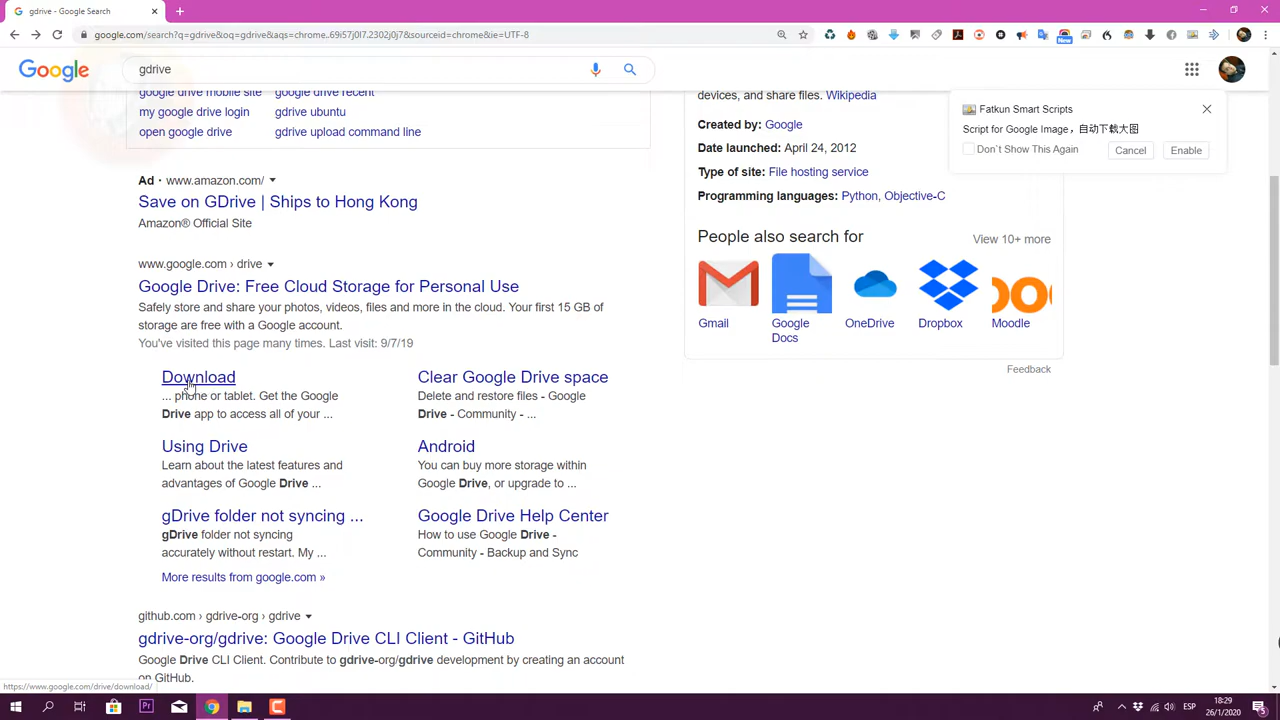 gdrive - Google Search
google.com/search?q=gdrive&oq=gdrive&aqs=chrome..69i57j0l7.2302j0j7&sourceid=chrome&ie=UTF-8
New
Google
gdrive
google drive mobile site
google drive recent
my google drive login
gdrive ubuntu
open google drive
gdrive upload command line
Ad · www.amazon.com/
Save on GDrive | Ships to Hong Kong
Amazon® Official Site
www.google.com › drive
Google Drive: Free Cloud Storage for Personal Use
Safely store and share your photos, videos, files and more in the cloud. Your first 15 GB of
storage are free with a Google account.
You've visited this page many times. Last visit: 9/7/19
Download
... phone or tablet. Get the Google
Drive app to access all of your ...
Clear Google Drive space
Delete and restore files - Google
Drive - Community - ...
Using Drive
Learn about the latest features and
advantages of Google Drive ...
Android
You can buy more storage within
Google Drive, or upgrade to ...
gDrive folder not syncing ...
gDrive folder not syncing
accurately without restart. My ...
Google Drive Help Center
How to use Google Drive -
Community - Backup and Sync
More results from google.com »
github.com › gdrive-org › gdrive
gdrive-org/gdrive: Google Drive CLI Client - GitHub
Google Drive CLI Client. Contribute to gdrive-org/gdrive development by creating an account
on GitHub.
devices, and share files. Wikipedia
Created by: Google
Date launched: April 24, 2012
Type of site: File hosting service
Programming languages: Python, Objective-C
People also search for
View 10+ more
Gmail
Google
Docs
OneDrive
Dropbox
Moodle
Feedback
Fatkun Smart Scripts
Script for Google Image，自动下载大图
Don`t Show This Again
Cancel
Enable
https://www.google.com/drive/download/
Pr
ESP
18:29
26/1/2020
5